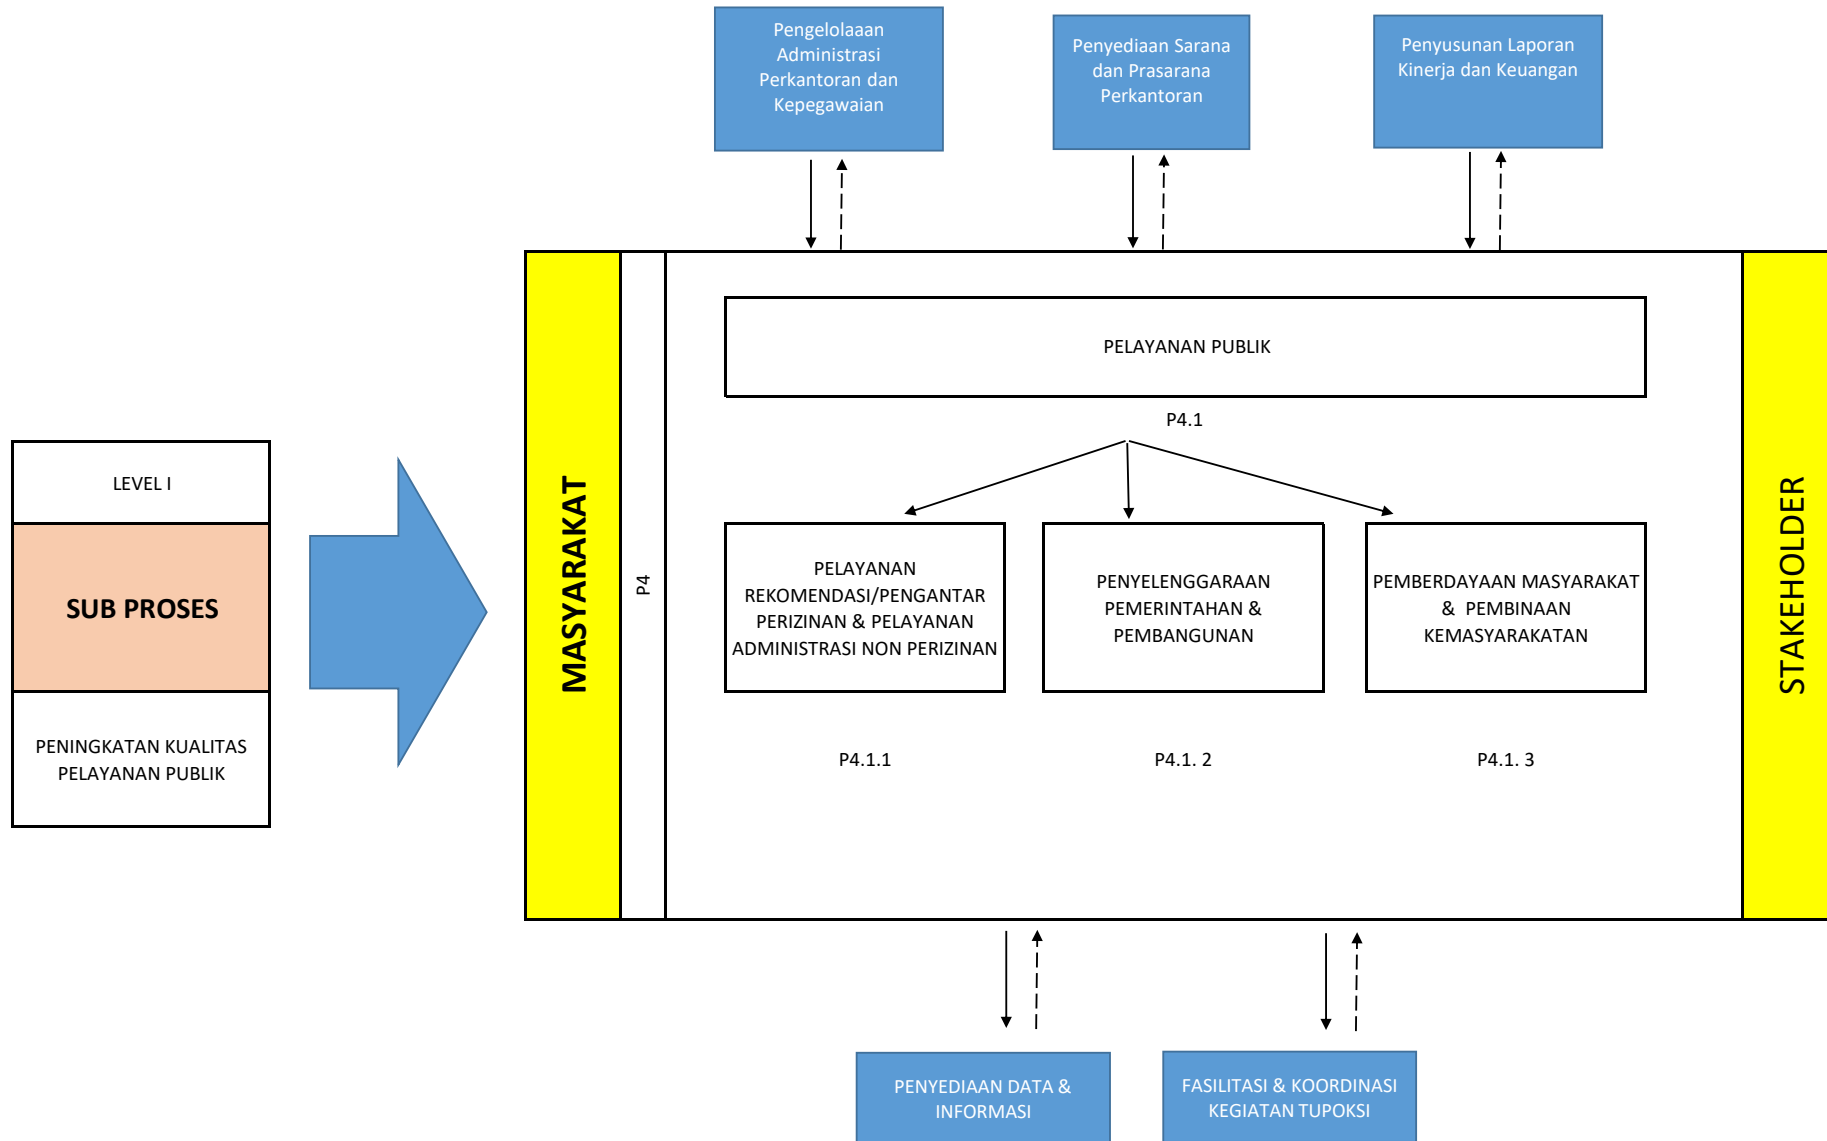 Pengelolaaan
Administrasi
Perkantoran dan
Kepegawaian
Penyediaan Sarana
dan Prasarana
Perkantoran
Penyusunan Laporan
Kinerja dan Keuangan
LEVEL I
SUB PROSES
PENINGKATAN KUALITAS
PELAYANAN PUBLIK
MASYARAKAT
P4
PELAYANAN PUBLIK
P4.1
PELAYANAN
REKOMENDASI/PENGANTAR
PERIZINAN & PELAYANAN
ADMINISTRASI NON PERIZINAN
PENYELENGGARAAN
PEMERINTAHAN &
PEMBANGUNAN
PEMBERDAYAAN MASYARAKAT
& PEMBINAAN
KEMASYARAKATAN
P4.1.1
P4.1. 2
P4.1. 3
STAKEHOLDER
PENYEDIAAN DATA &
INFORMASI
FASILITASI & KOORDINASI
KEGIATAN TUPOKSI